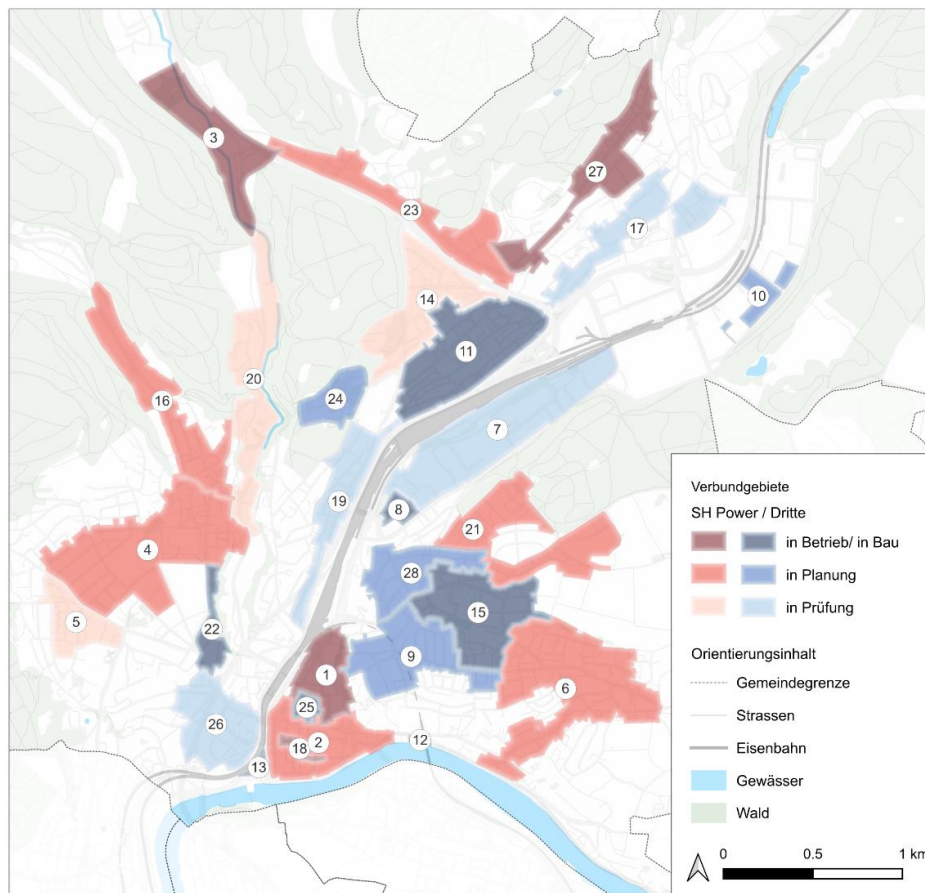 3
27
23
17
14
10
11
20
24
16
7
19
8
21
4
28
15
5
22
9
1
6
25
26
18
2
12
13
Verbundgebiete
SH Power / Dritte
in Betrieb/ in Bau
in Planung
in Prüfung
Orientierungsinhalt
Gemeindegrenze
Strassen
Eisenbahn
Gewässer
Wald
0 0.5 1 km